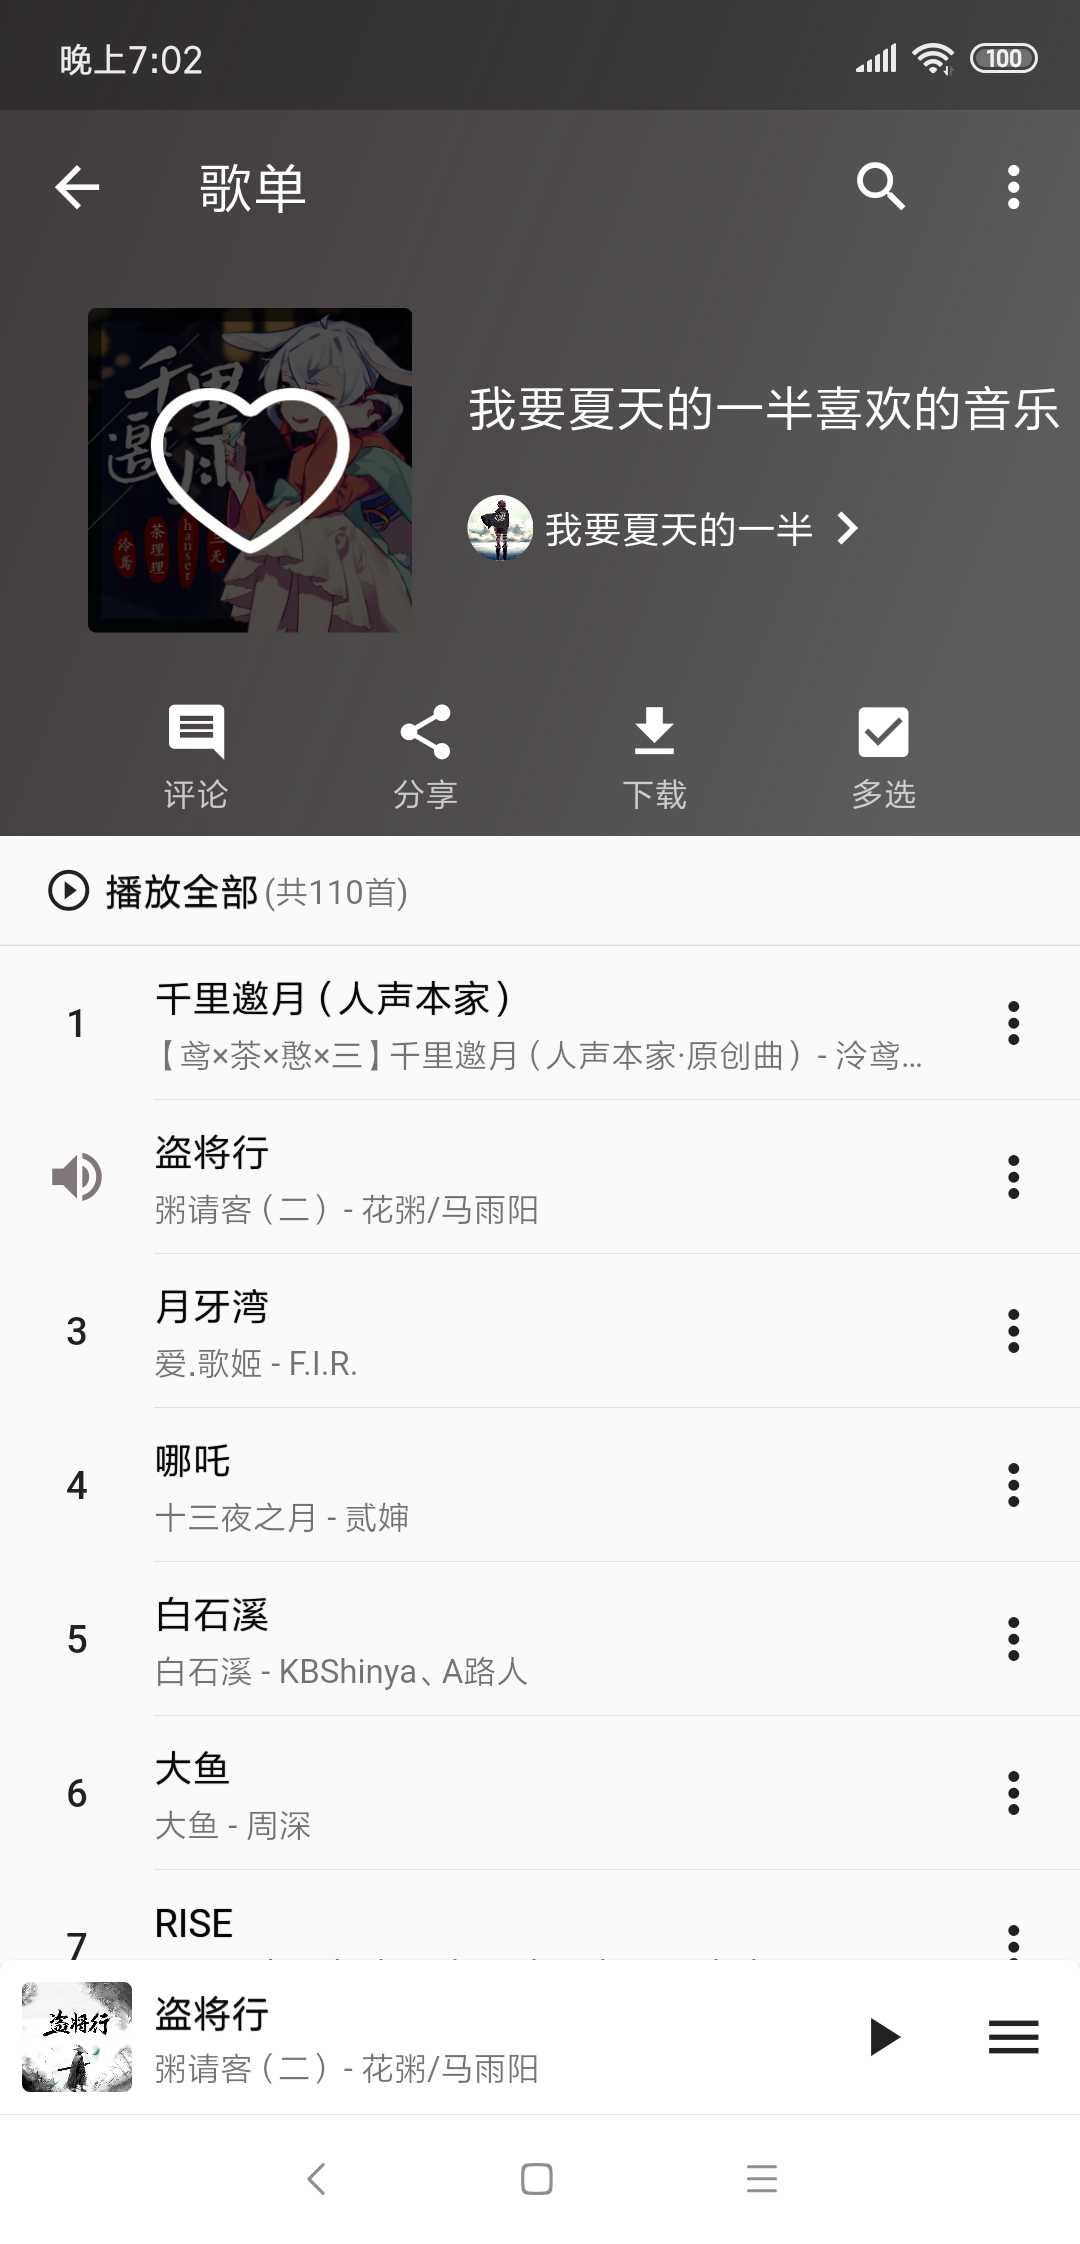 晚上7:02
100
歌单
千里邀月
泠鸢
茶理理
hanser
三无
我要夏天的一半喜欢的音乐
我要夏天的一半
评论
分享
下载
多选
播放全部(共110首)
1
千里邀月（人声本家）
【鸢×茶×憨×三】千里邀月（人声本家·原创曲）- 泠鸢...
盗将行
粥请客（二）- 花粥/马雨阳
3
月牙湾
爱.歌姬 - F.I.R.
4
哪吒
十三夜之月 - 贰婶
5
白石溪
白石溪 - KBShinya、A路人
6
大鱼
大鱼 - 周深
7
RISE
盗将行
盗将行
粥请客（二）- 花粥/马雨阳